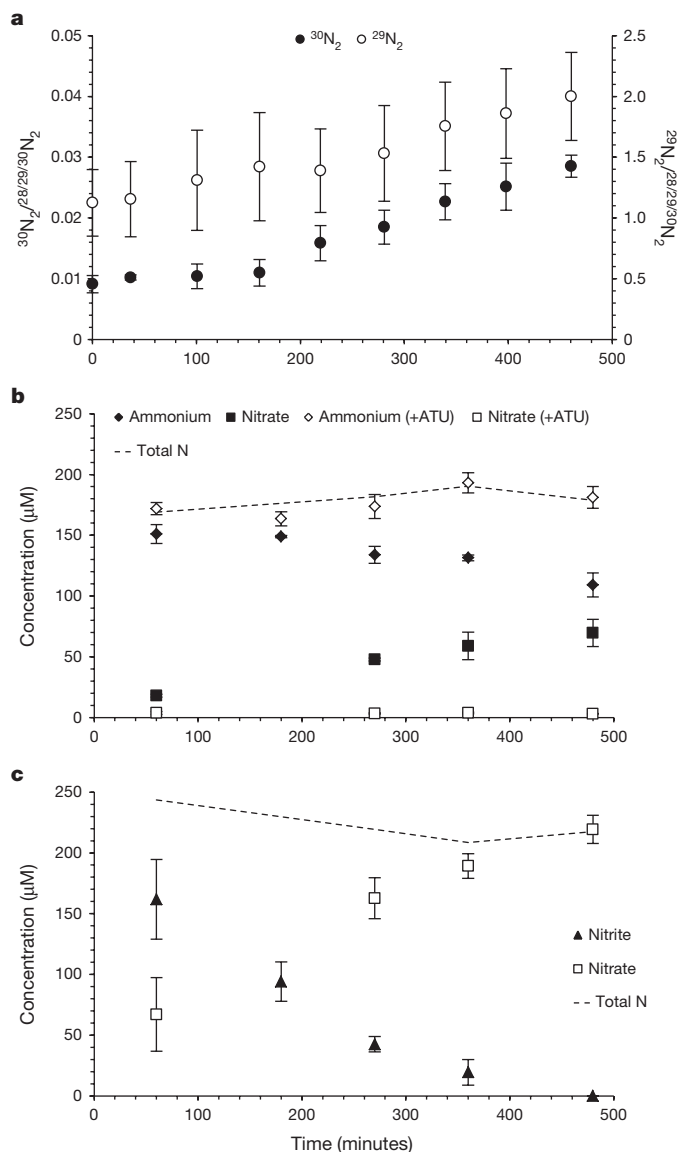 a
● ³⁰N₂ ○ ²⁹N₂
³⁰N₂/²⁸/²⁹/³⁰N₂
0.05
0.04
0.03
0.02
0.01
0
²⁹N₂/²⁸/²⁹/³⁰N₂
2.5
2.0
1.5
1.0
0.5
0
0 100 200 300 400 500
b
◆ Ammonium ■ Nitrate ◇ Ammonium (+ATU) □ Nitrate (+ATU)
--- Total N
Concentration (µM)
250
200
150
100
50
0
0 100 200 300 400 500
c
▲ Nitrite
□ Nitrate
--- Total N
Concentration (µM)
250
200
150
100
50
0
0 100 200 300 400 500
Time (minutes)